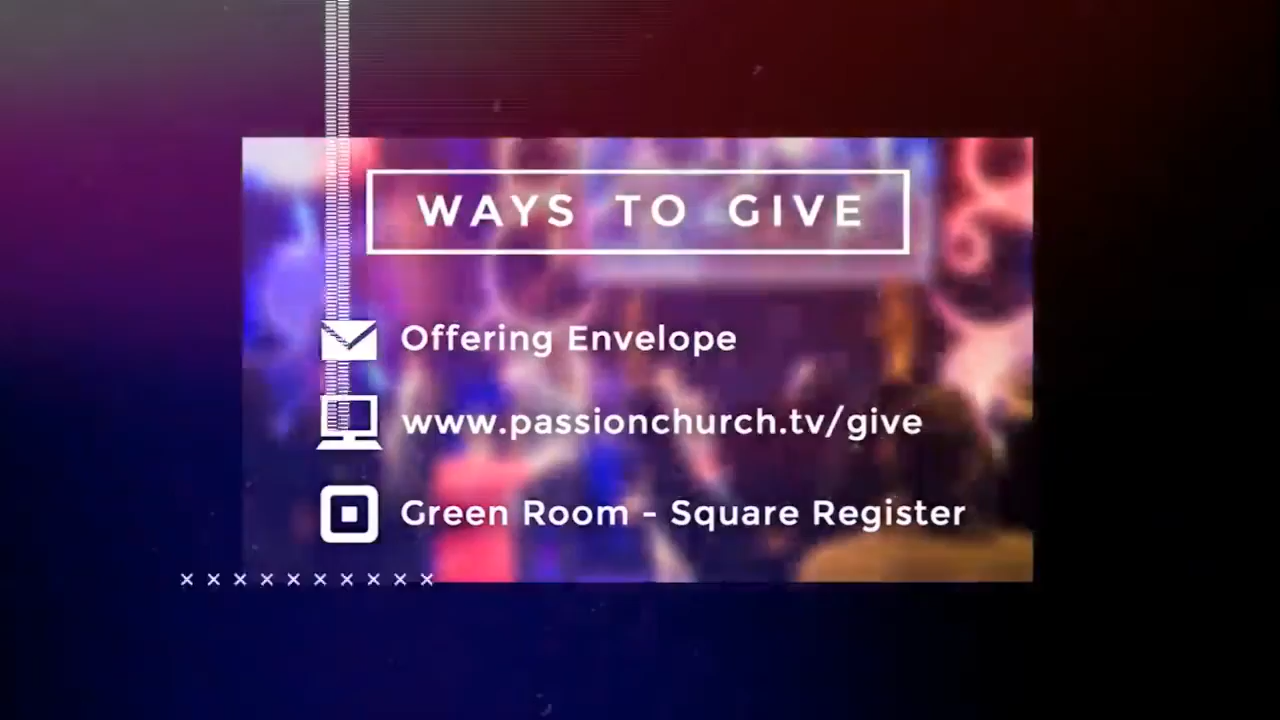 WAYS TO GIVE
Offering Envelope
www.passionchurch.tv/give
Green Room - Square Register